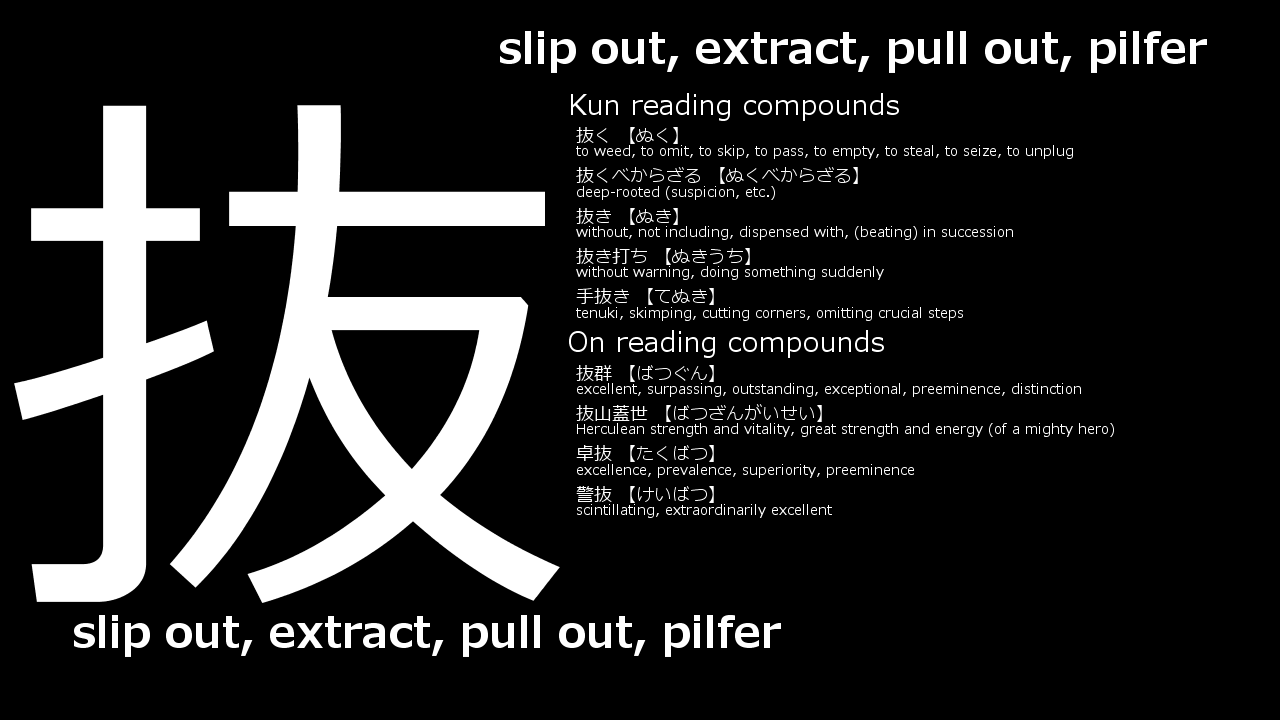 slip out, extract, pull out, pilfer
抜
Kun reading compounds
抜く 【ぬく】
to weed, to omit, to skip, to pass, to empty, to steal, to seize, to unplug
抜くべからざる 【ぬくべからざる】
deep-rooted (suspicion, etc.)
抜き 【ぬき】
without, not including, dispensed with, (beating) in succession
抜き打ち 【ぬきうち】
without warning, doing something suddenly
手抜き 【てぬき】
tenuki, skimping, cutting corners, omitting crucial steps
On reading compounds
抜群 【ばつぐん】
excellent, surpassing, outstanding, exceptional, preeminence, distinction
抜山蓋世 【ばつざんがいせい】
Herculean strength and vitality, great strength and energy (of a mighty hero)
卓抜 【たくばつ】
excellence, prevalence, superiority, preeminence
警抜 【けいばつ】
scintillating, extraordinarily excellent
slip out, extract, pull out, pilfer